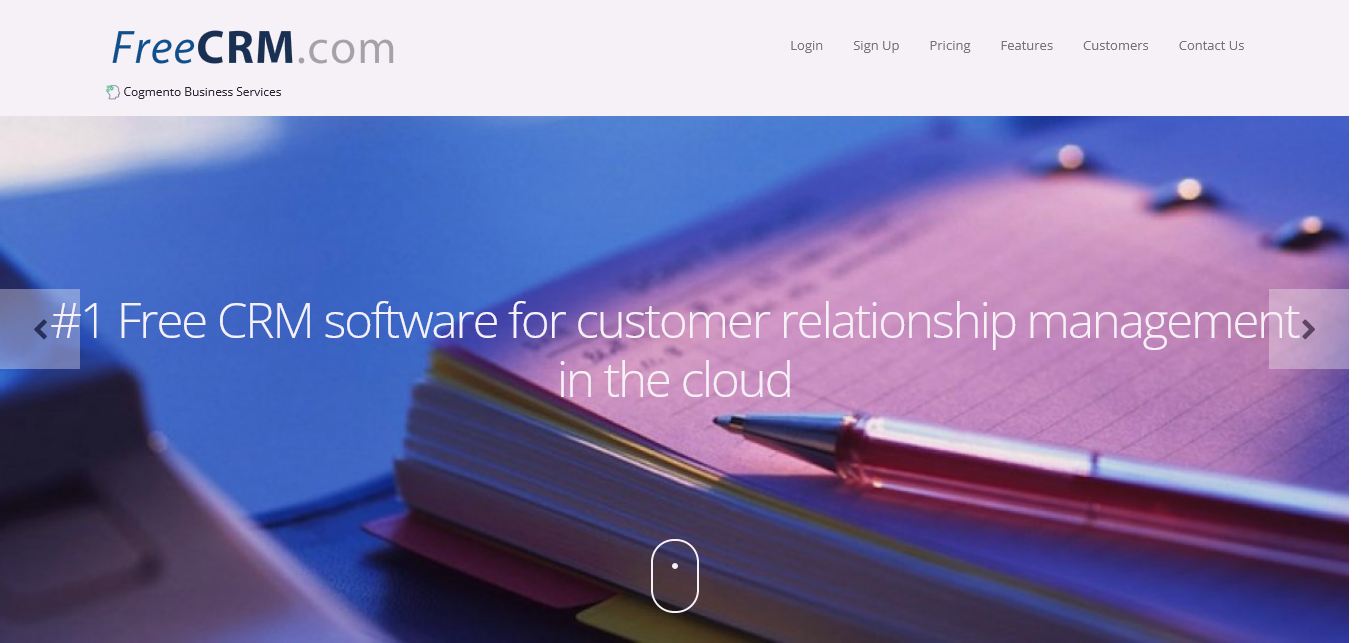 FreeCRM.com
Login Sign Up Pricing Features Customers Contact Us
Cogmento Business Services
#1 Free CRM software for customer relationship management
in the cloud